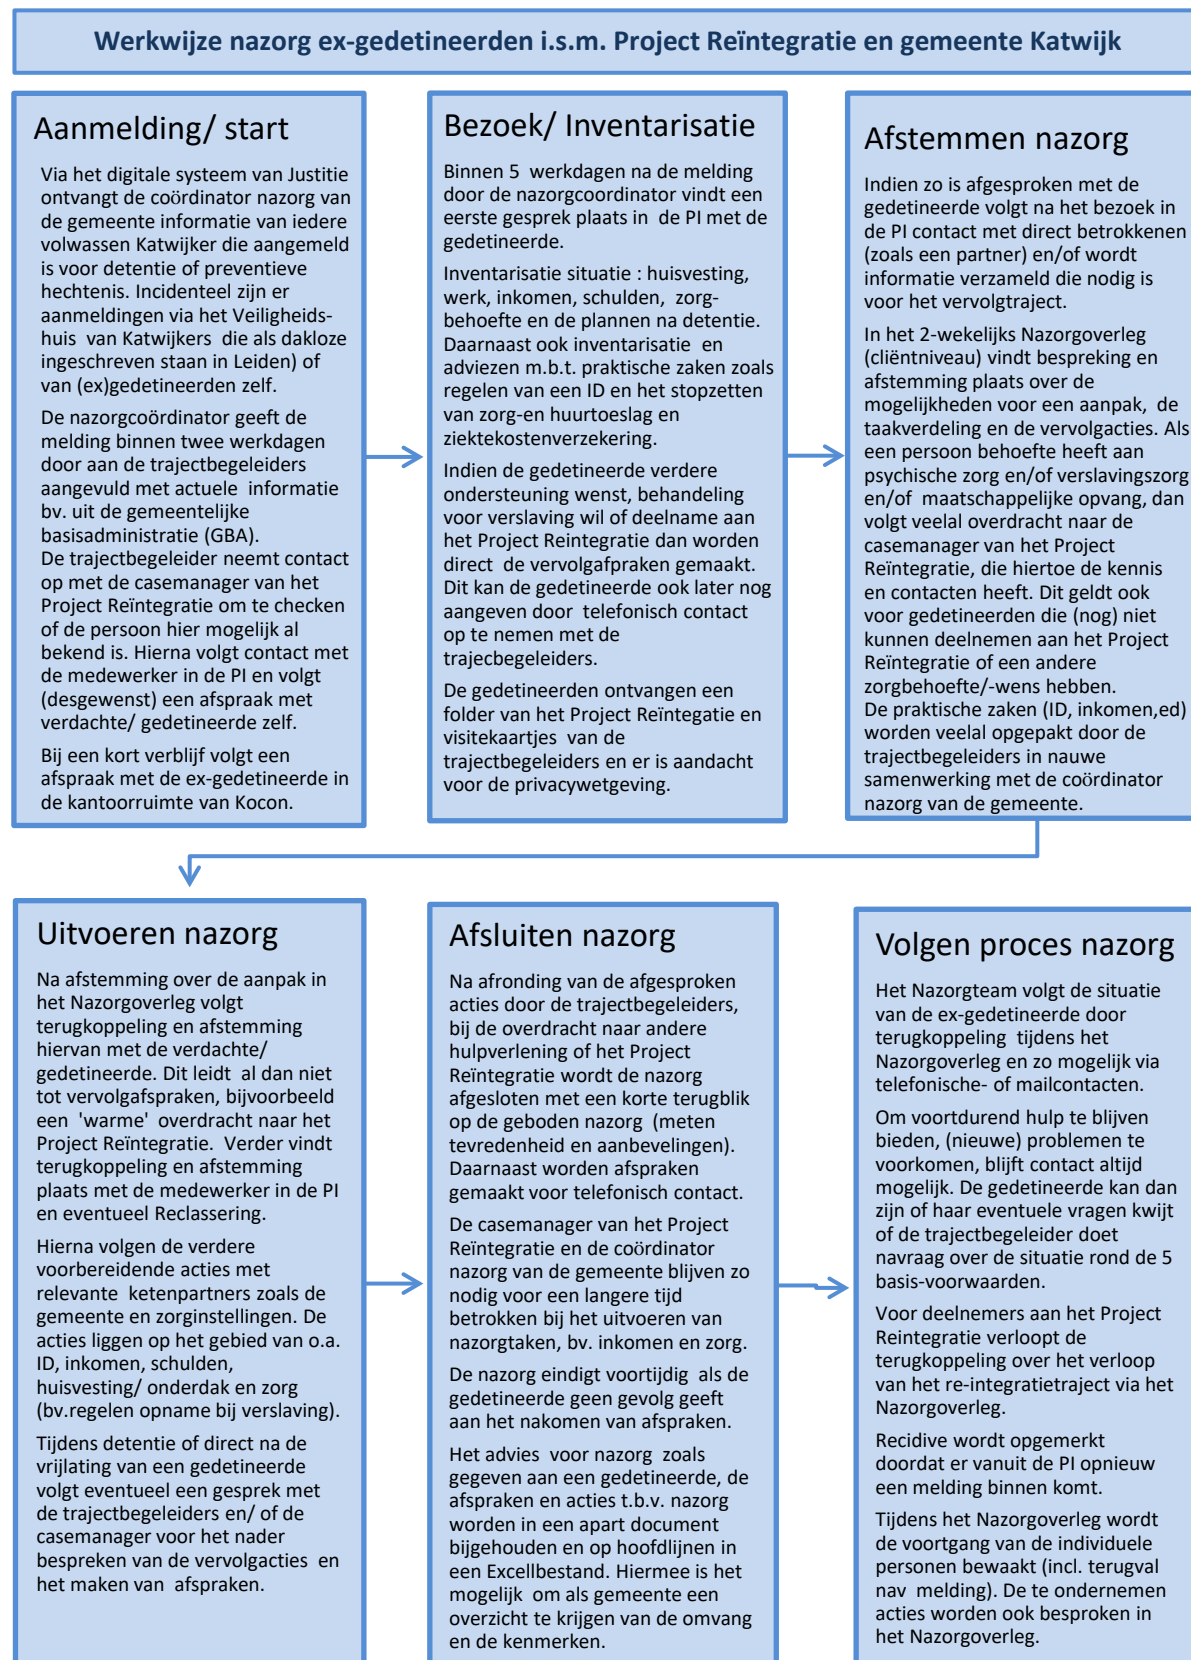 Werkwijze nazorg ex-gedetineerden i.s.m. Project Reïntegratie en gemeente Katwijk
Aanmelding/ start
Via het digitale systeem van Justitie
ontvangt de coördinator nazorg van
de gemeente informatie van iedere
volwassen Katwijker die aangemeld
is voor detentie of preventieve
hechtenis. Incidenteel zijn er
aanmeldingen via het Veiligheids-
huis van Katwijkers die als dakloze
ingeschreven staan in Leiden) of
van (ex)gedetineerden zelf.
De nazorgcoördinator geeft de
melding binnen twee werkdagen
door aan de trajectbegeleiders
aangevuld met actuele informatie
bv. uit de gemeentelijke
basisadministratie (GBA).
De trajectbegeleider neemt contact
op met de casemanager van het
Project Reïntegratie om te checken
of de persoon hier mogelijk al
bekend is. Hierna volgt contact met
de medewerker in de PI en volgt
(desgewenst) een afspraak met
verdachte/ gedetineerde zelf.
Bij een kort verblijf volgt een
afspraak met de ex-gedetineerde in
de kantoorruimte van Kocon.
Bezoek/ Inventarisatie
Binnen 5 werkdagen na de melding
door de nazorgcoordinator vindt een
eerste gesprek plaats in de PI met de
gedetineerde.
Inventarisatie situatie : huisvesting,
werk, inkomen, schulden, zorg-
behoefte en de plannen na detentie.
Daarnaast ook inventarisatie en
adviezen m.b.t. praktische zaken zoals
regelen van een ID en het stopzetten
van zorg-en huurtoeslag en
ziektekostenverzekering.
Indien de gedetineerde verdere
ondersteuning wenst, behandeling
voor verslaving wil of deelname aan
het Project Reintegratie dan worden
direct de vervolgafpraken gemaakt.
Dit kan de gedetineerde ook later nog
aangeven door telefonisch contact
op te nemen met de
trajecbegeleiders.
De gedetineerden ontvangen een
folder van het Project Reïntegatie en
visitekaartjes van de
trajectbegeleiders en er is aandacht
voor de privacywetgeving.
Afstemmen nazorg
Indien zo is afgesproken met de
gedetineerde volgt na het bezoek in
de PI contact met direct betrokkenen
(zoals een partner) en/of wordt
informatie verzameld die nodig is
voor het vervolgtraject.
In het 2-wekelijks Nazorgoverleg
(cliëntniveau) vindt bespreking en
afstemming plaats over de
mogelijkheden voor een aanpak, de
taakverdeling en de vervolgacties. Als
een persoon behoefte heeft aan
psychische zorg en/of verslavingszorg
en/of maatschappelijke opvang, dan
volgt veelal overdracht naar de
casemanager van het Project
Reïntegratie, die hiertoe de kennis
en contacten heeft. Dit geldt ook
voor gedetineerden die (nog) niet
kunnen deelnemen aan het Project
Reïntegratie of een andere
zorgbehoefte/-wens hebben.
De praktische zaken (ID, inkomen,ed)
worden veelal opgepakt door de
trajectbegeleiders in nauwe
samenwerking met de coördinator
nazorg van de gemeente.
Uitvoeren nazorg
Na afstemming over de aanpak in
het Nazorgoverleg volgt
terugkoppeling en afstemming
hiervan met de verdachte/
gedetineerde. Dit leidt al dan niet
tot vervolgafspraken, bijvoorbeeld
een 'warme' overdracht naar het
Project Reïntegratie. Verder vindt
terugkoppeling en afstemming
plaats met de medewerker in de PI
en eventueel Reclassering.
Hierna volgen de verdere
voorbereidende acties met
relevante ketenpartners zoals de
gemeente en zorginstellingen. De
acties liggen op het gebied van o.a.
ID, inkomen, schulden,
huisvesting/ onderdak en zorg
(bv.regelen opname bij verslaving).
Tijdens detentie of direct na de
vrijlating van een gedetineerde
volgt eventueel een gesprek met
de trajectbegeleiders en/ of de
casemanager voor het nader
bespreken van de vervolgacties en
het maken van afspraken.
Afsluiten nazorg
Na afronding van de afgesproken
acties door de trajectbegeleiders,
bij de overdracht naar andere
hulpverlening of het Project
Reïntegratie wordt de nazorg
afgesloten met een korte terugblik
op de geboden nazorg (meten
tevredenheid en aanbevelingen).
Daarnaast worden afspraken
gemaakt voor telefonisch contact.
De casemanager van het Project
Reïntegratie en de coördinator
nazorg van de gemeente blijven zo
nodig voor een langere tijd
betrokken bij het uitvoeren van
nazorgtaken, bv. inkomen en zorg.
De nazorg eindigt voortijdig als de
gedetineerde geen gevolg geeft
aan het nakomen van afspraken.
Het advies voor nazorg zoals
gegeven aan een gedetineerde, de
afspraken en acties t.b.v. nazorg
worden in een apart document
bijgehouden en op hoofdlijnen in
een Excellbestand. Hiermee is het
mogelijk om als gemeente een
overzicht te krijgen van de omvang
en de kenmerken.
Volgen proces nazorg
Het Nazorgteam volgt de situatie
van de ex-gedetineerde door
terugkoppeling tijdens het
Nazorgoverleg en zo mogelijk via
telefonische- of mailcontacten.
Om voortdurend hulp te blijven
bieden, (nieuwe) problemen te
voorkomen, blijft contact altijd
mogelijk. De gedetineerde kan dan
zijn of haar eventuele vragen kwijt
of de trajectbegeleider doet
navraag over de situatie rond de 5
basis-voorwaarden.
Voor deelnemers aan het Project
Reintegratie verloopt de
terugkoppeling over het verloop
van het re-integratietraject via het
Nazorgoverleg.
Recidive wordt opgemerkt
doordat er vanuit de PI opnieuw
een melding binnen komt.
Tijdens het Nazorgoverleg wordt
de voortgang van de individuele
personen bewaakt (incl. terugval
nav melding). De te ondernemen
acties worden ook besproken in
het Nazorgoverleg.